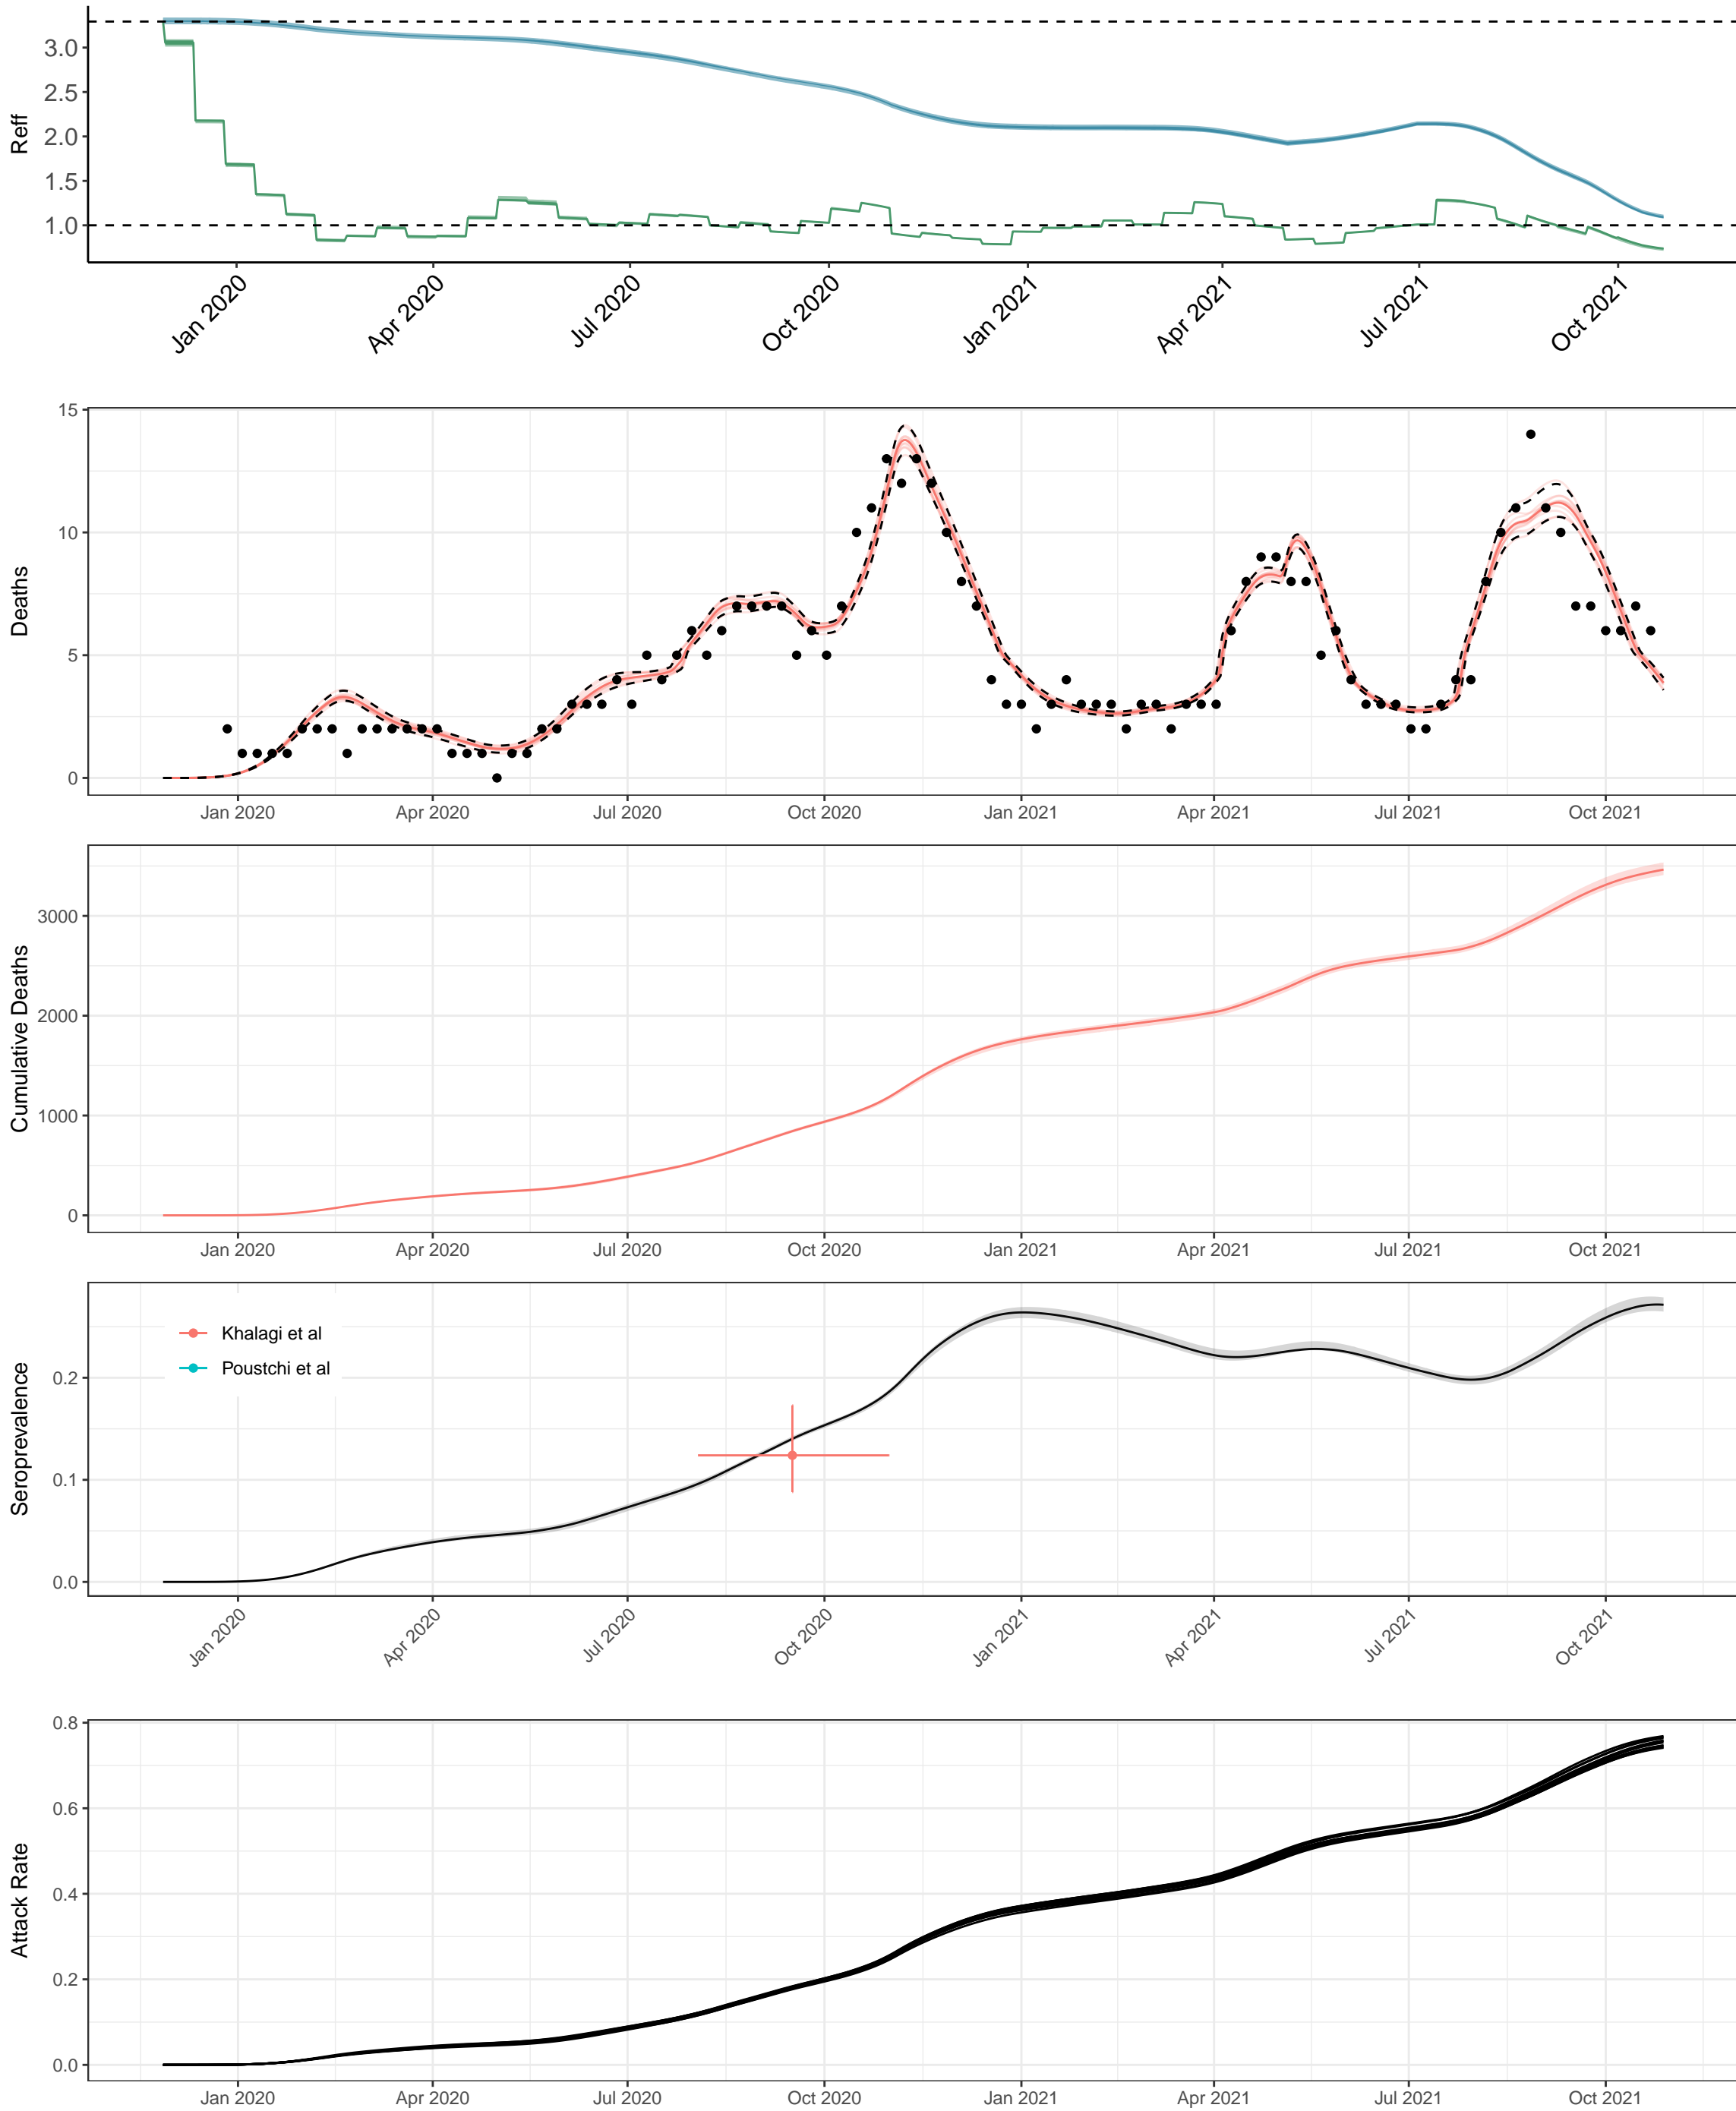 Reff
3.0
2.5
2.0
1.5
1.0
Jan 2020
Apr 2020
Jul 2020
Oct 2020
Jan 2021
Apr 2021
Jul 2021
Oct 2021
Deaths
15
10
5
0
Jan 2020
Apr 2020
Jul 2020
Oct 2020
Jan 2021
Apr 2021
Jul 2021
Oct 2021
Cumulative Deaths
3000
2000
1000
0
Jan 2020
Apr 2020
Jul 2020
Oct 2020
Jan 2021
Apr 2021
Jul 2021
Oct 2021
Seroprevalence
Khalagi et al
Poustchi et al
0.2
0.1
0.0
Jan 2020
Apr 2020
Jul 2020
Oct 2020
Jan 2021
Apr 2021
Jul 2021
Oct 2021
Attack Rate
0.8
0.6
0.4
0.2
0.0
Jan 2020
Apr 2020
Jul 2020
Oct 2020
Jan 2021
Apr 2021
Jul 2021
Oct 2021